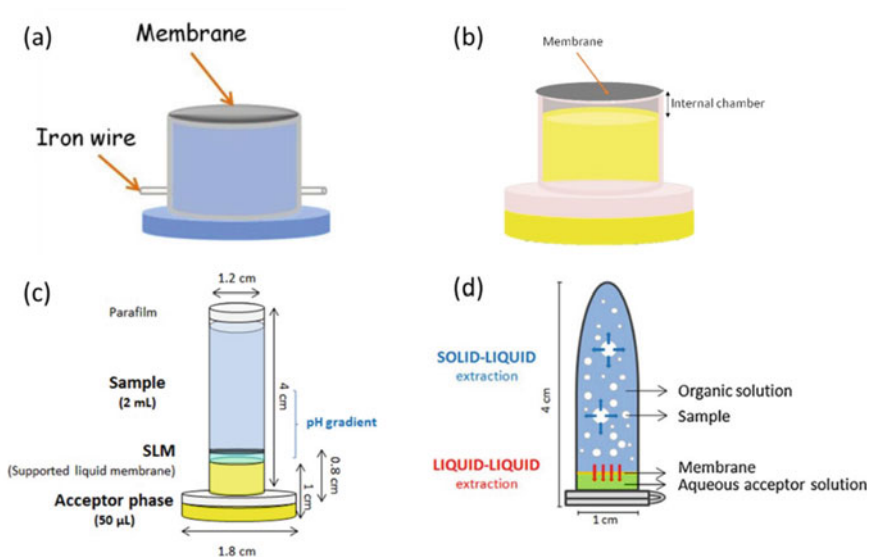 (a)
Membrane
Iron wire
(b)
Membrane
Internal chamber
(c)
1.2 cm
Parafilm
Sample
(2 mL)
4 cm
pH gradient
SLM
(Supported liquid membrane)
0.8 cm
1 cm
Acceptor phase
(50 µL)
1.8 cm
(d)
SOLID-LIQUID
extraction
4 cm
Organic solution
Sample
LIQUID-LIQUID
extraction
Membrane
Aqueous acceptor solution
1 cm